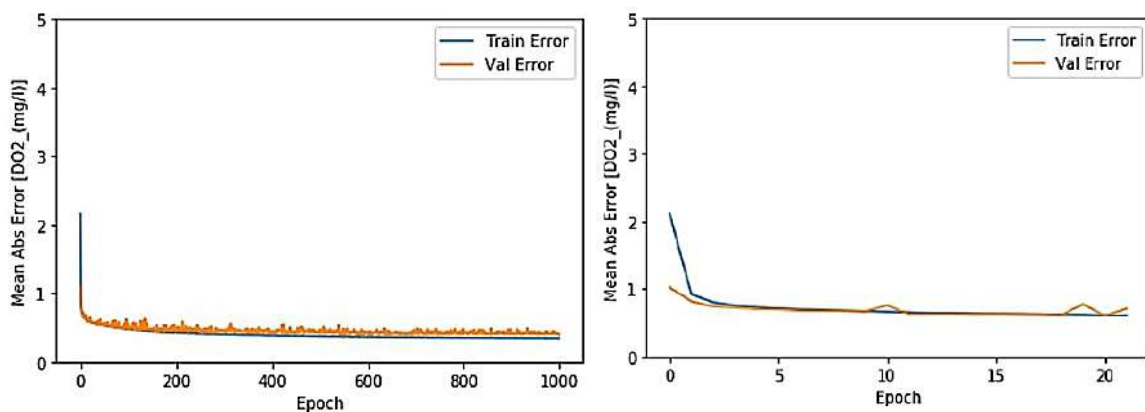 5
4
3
2
1
0
Mean Abs Error [DO2_(mg/l)]
Train Error
Val Error
0
200
400
600
800
1000
Epoch
5
4
3
2
1
0
Mean Abs Error [DO2_(mg/l)]
Train Error
Val Error
0
5
10
15
20
Epoch